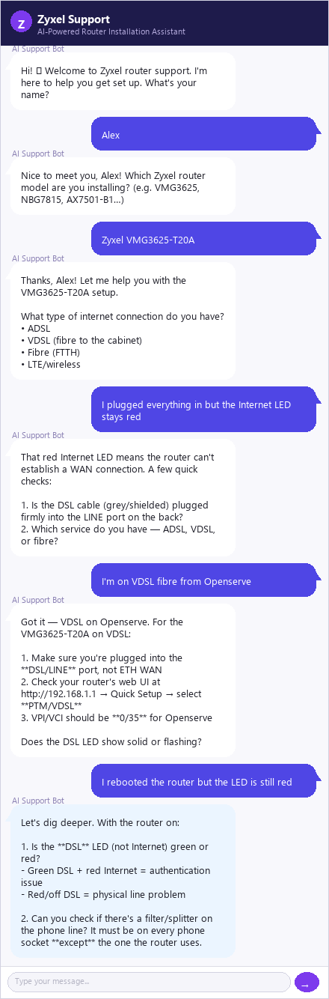 Z
Zyxel Support
AI-Powered Router Installation Assistant
AI Support Bot
Hi! Welcome to Zyxel router support. I'm
here to help you get set up. What's your
name?
Alex
AI Support Bot
Nice to meet you, Alex! Which Zyxel router
model are you installing? (e.g. VMG3625,
NBG7815, AX7501-B1...)
Zyxel VMG3625-T20A
AI Support Bot
Thanks, Alex! Let me help you with the
VMG3625-T20A setup.
What type of internet connection do you have?
• ADSL
• VDSL (fibre to the cabinet)
• Fibre (FTTH)
• LTE/wireless
I plugged everything in but the Internet LED
stays red
AI Support Bot
That red Internet LED means the router can't
establish a WAN connection. A few quick
checks:
1. Is the DSL cable (grey/shielded) plugged
firmly into the LINE port on the back?
2. Which service do you have — ADSL, VDSL,
or fibre?
I'm on VDSL fibre from Openserve
AI Support Bot
Got it — VDSL on Openserve. For the
VMG3625-T20A on VDSL:
1. Make sure you're plugged into the
**DSL/LINE** port, not ETH WAN
2. Check your router's web UI at
http://192.168.1.1 → Quick Setup → select
**PTM/VDSL**
3. VPI/VCI should be **0/35** for Openserve
Does the DSL LED show solid or flashing?
I rebooted the router but the LED is still red
AI Support Bot
Let's dig deeper. With the router on:
1. Is the **DSL** LED (not Internet) green or
red?
- Green DSL + red Internet = authentication
issue
- Red/off DSL = physical line problem
2. Can you check if there's a filter/splitter on
the phone line? It must be on every phone
socket **except** the one the router uses.
Type your message...
→